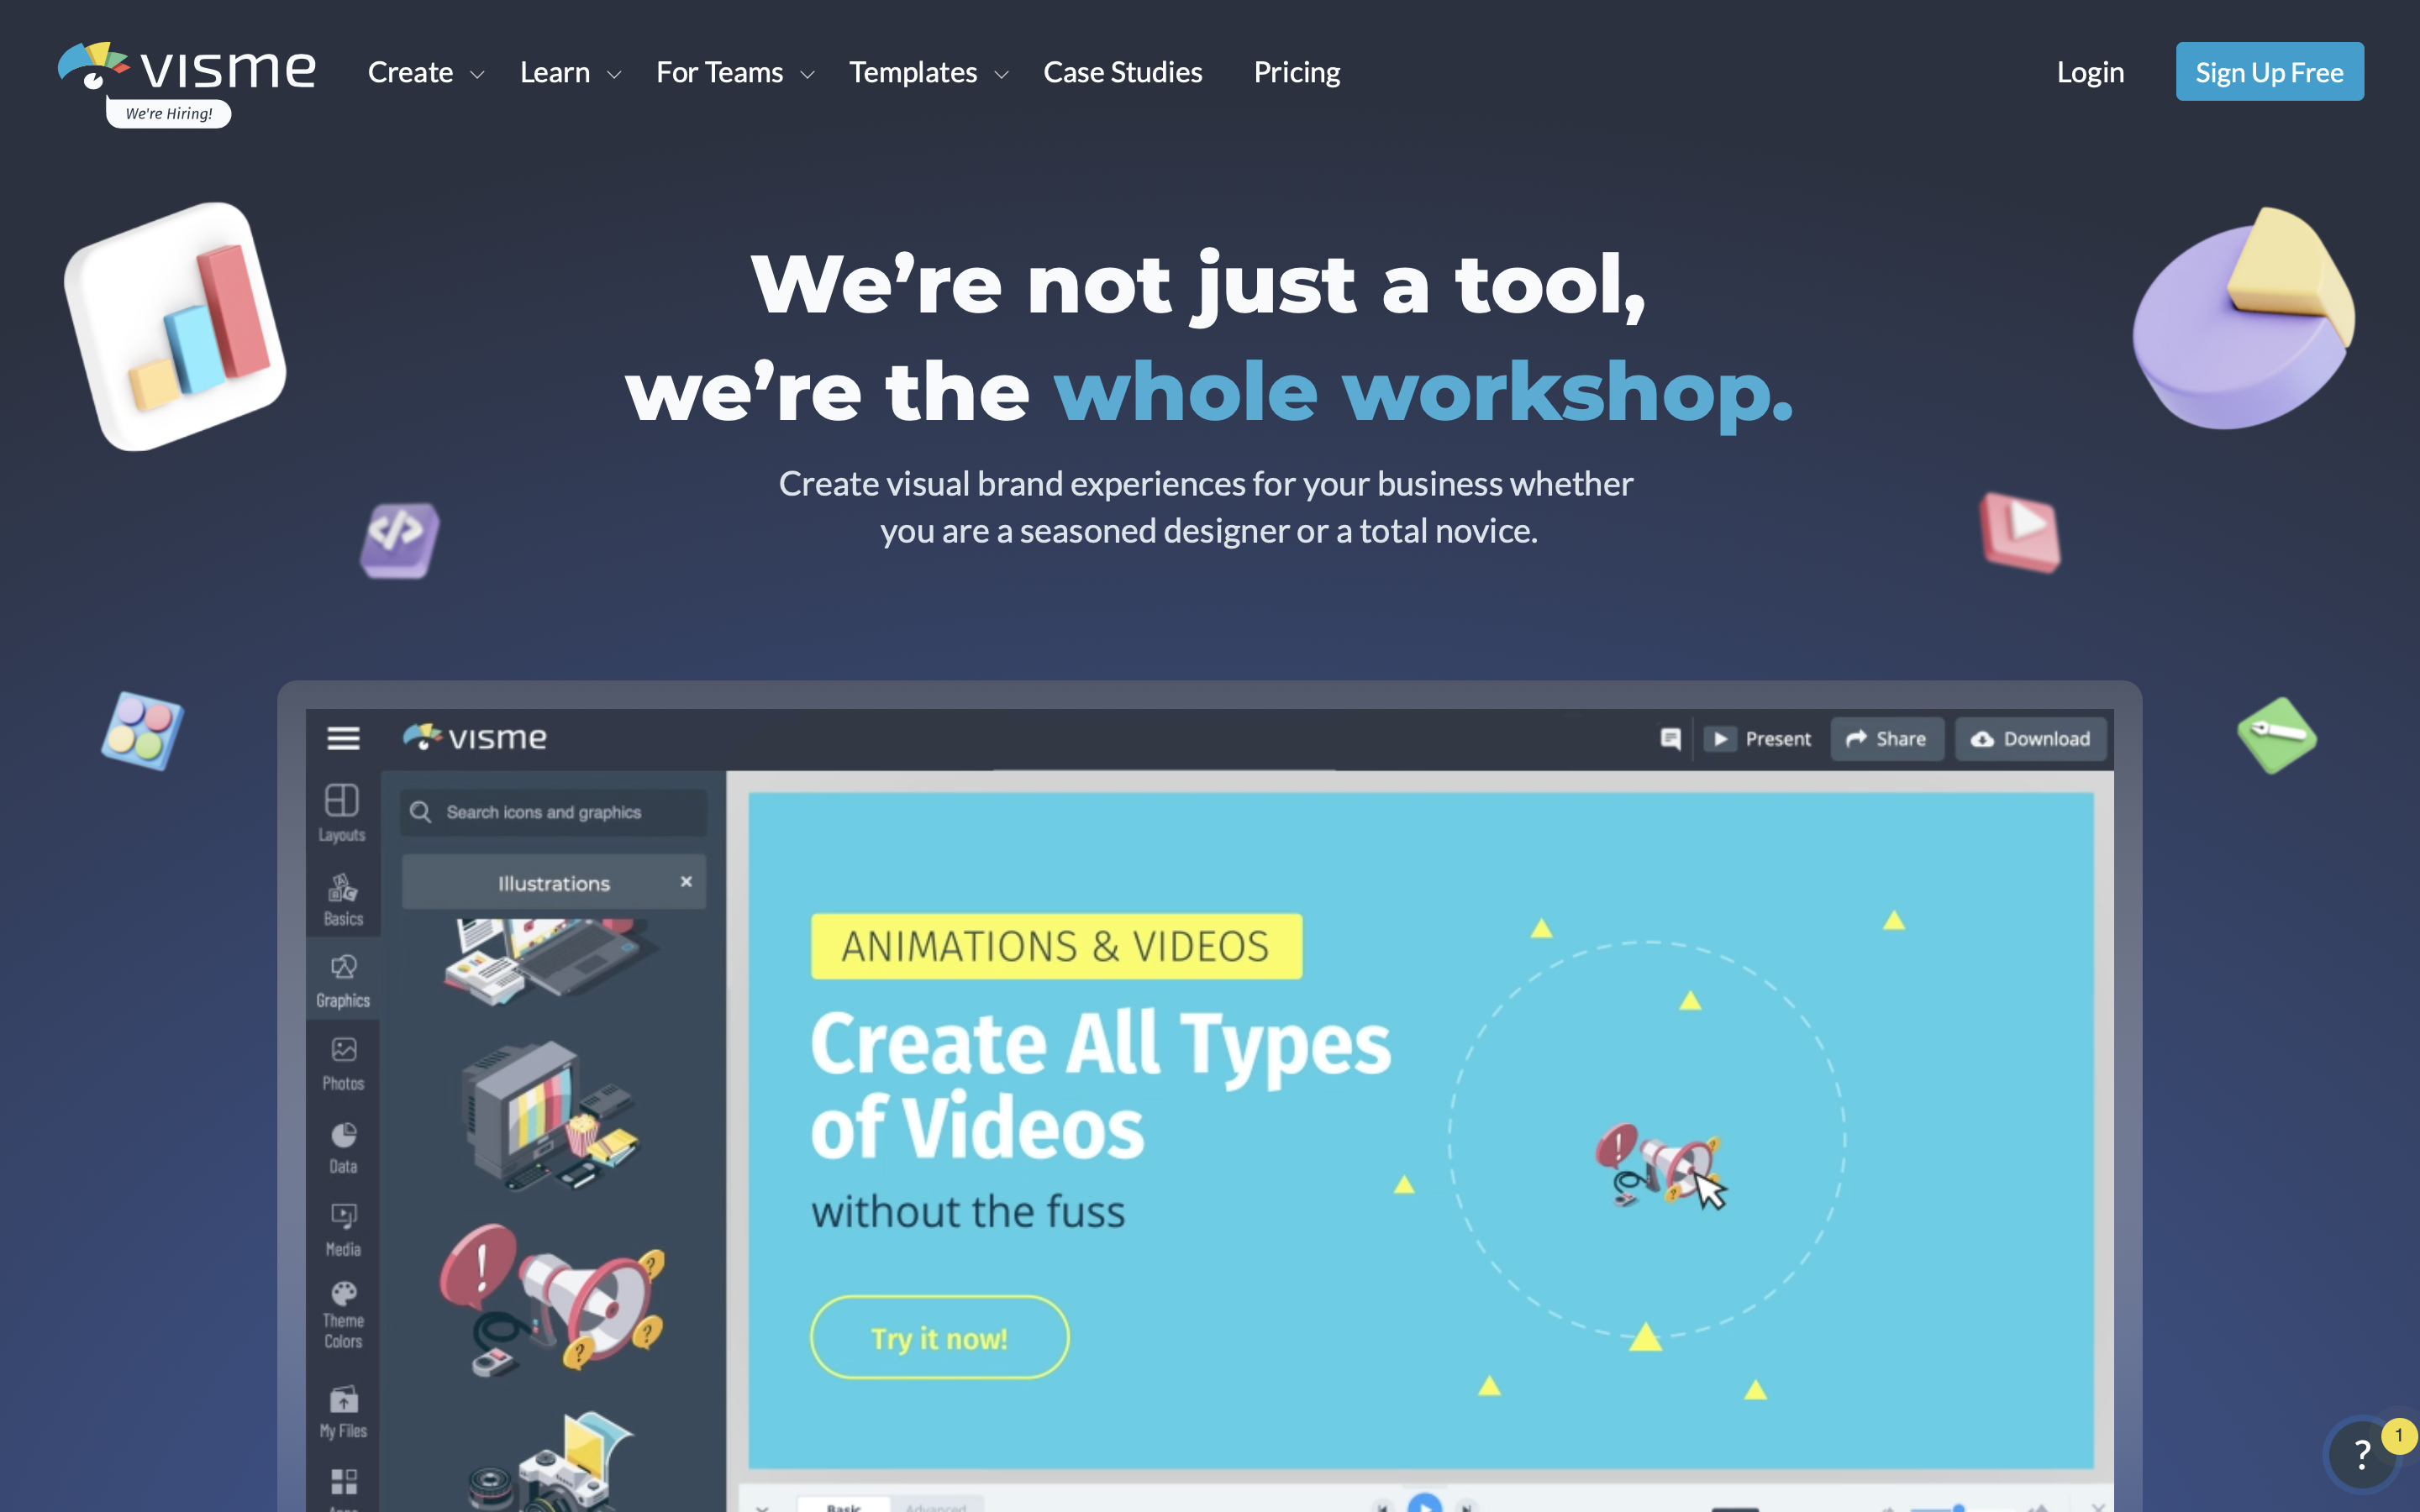 visme
We're Hiring!
Create
Learn
For Teams
Templates
Case Studies
Pricing
Login
Sign Up Free
We’re not just a tool,
we’re the whole workshop.
Create visual brand experiences for your business whether
you are a seasoned designer or a total novice.
visme
Present
Share
Download
Layouts
Basics
Graphics
Photos
Data
Media
Theme
Colors
My Files
Apps
Search icons and graphics
Illustrations
ANIMATIONS & VIDEOS
Create All Types
of Videos
without the fuss
Try it now!
Basic
Advanced
?
1